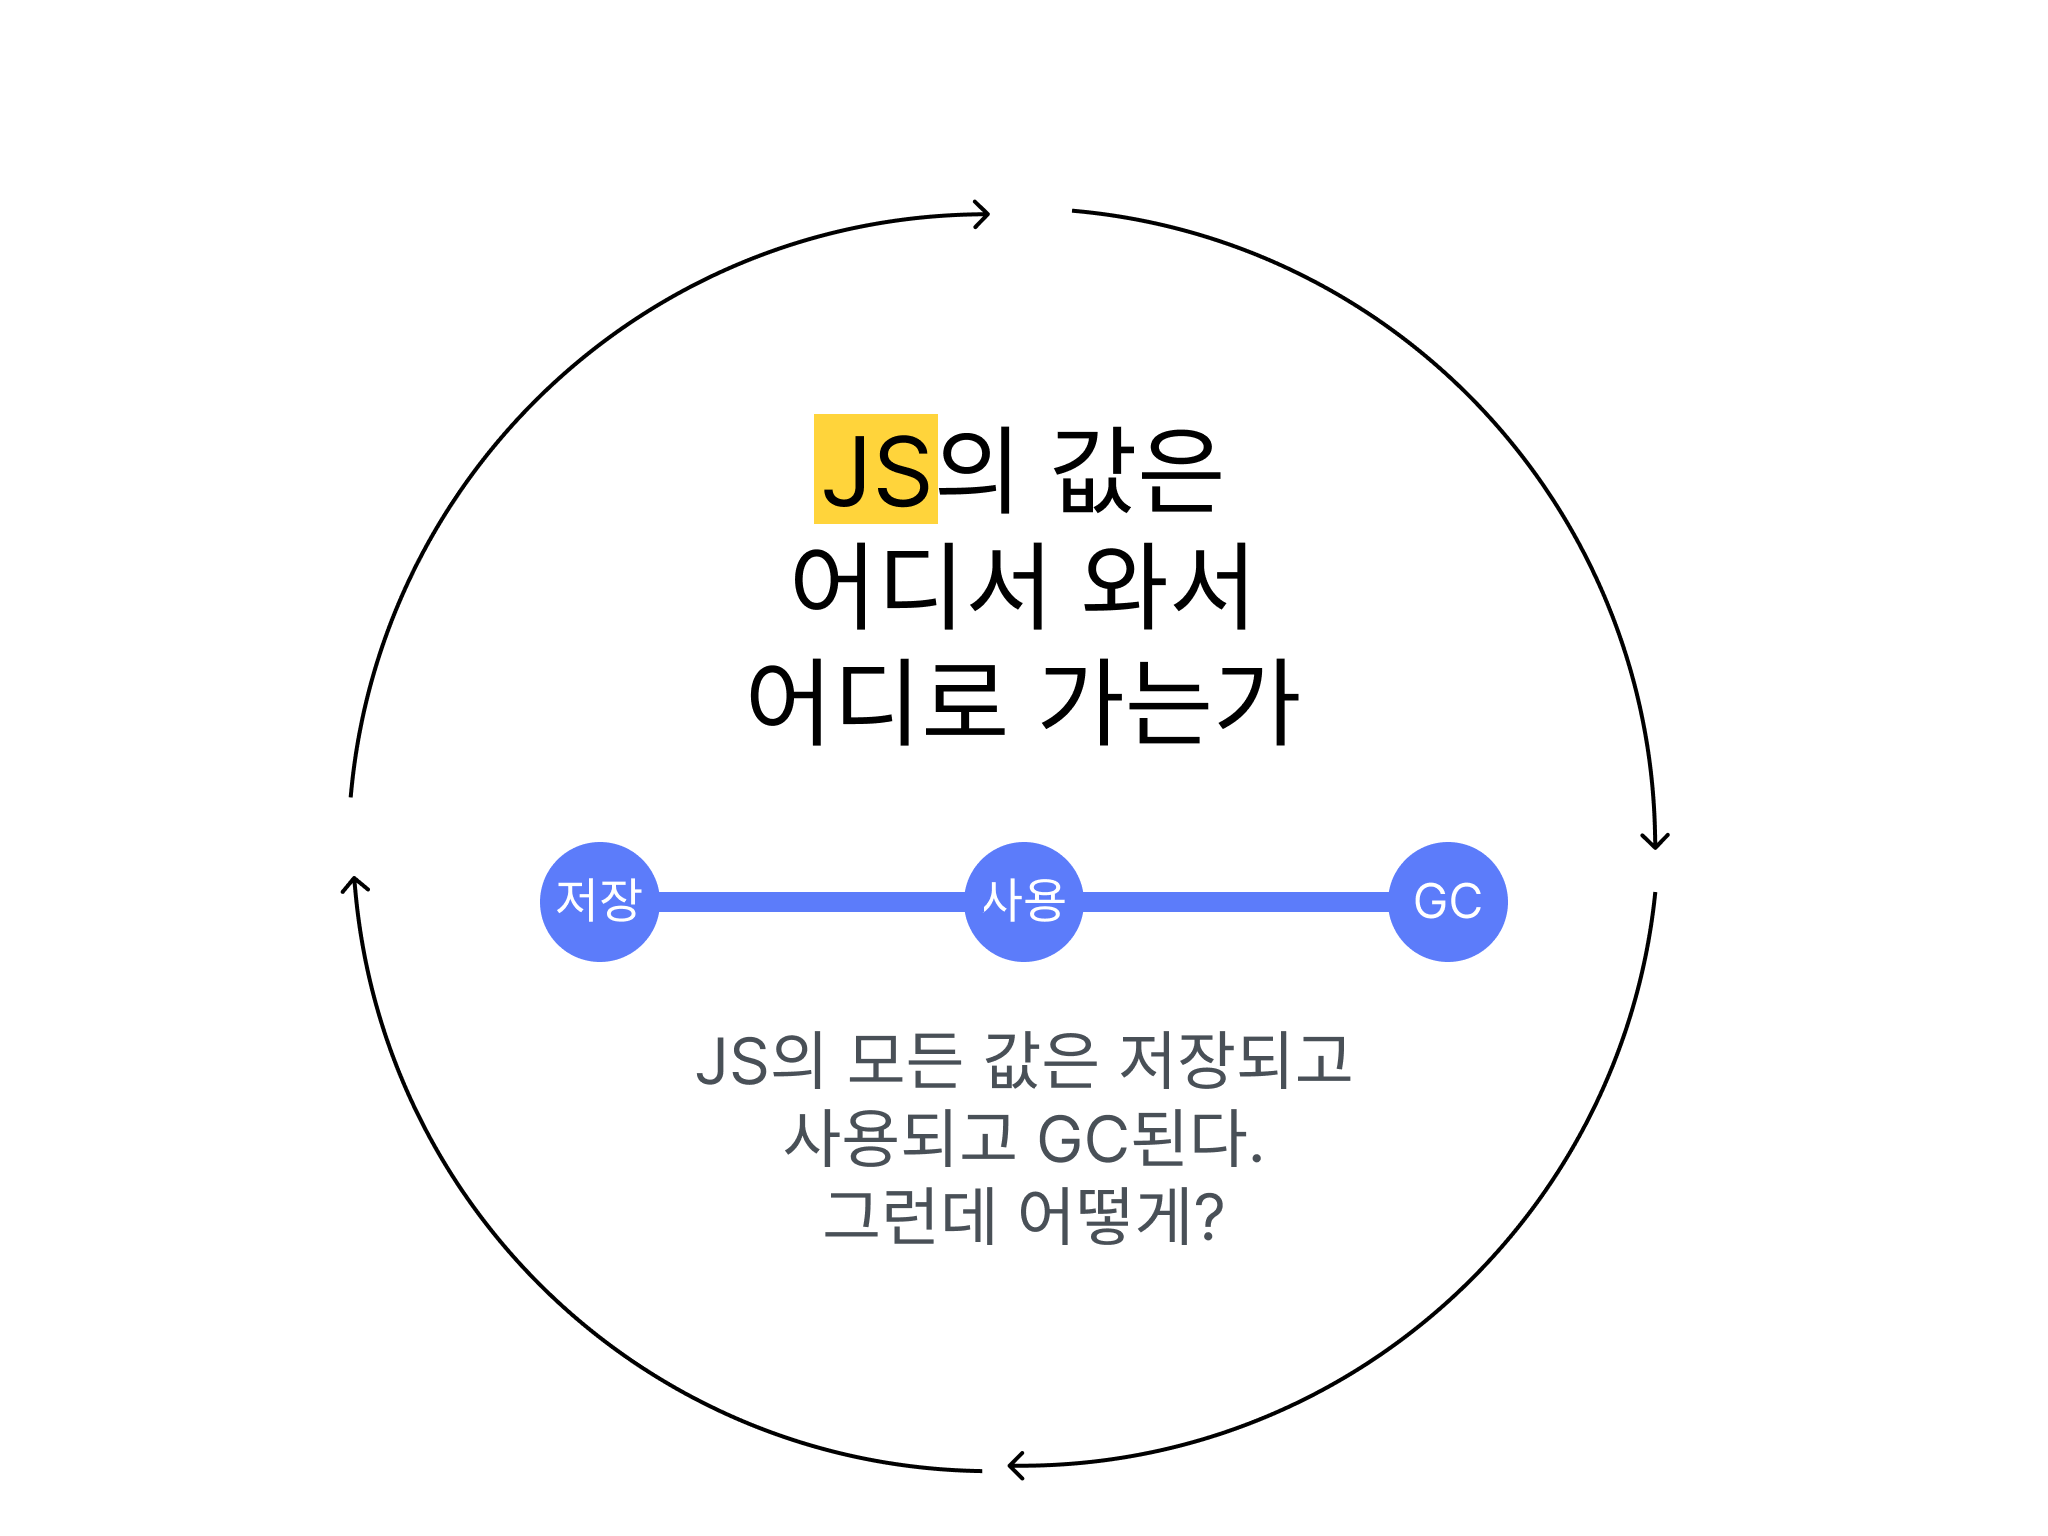 JS의 값은
어디서 와서
어디로 가는가
저장 사용 GC
JS의 모든 값은 저장되고
사용되고 GC된다.
그런데 어떻게?